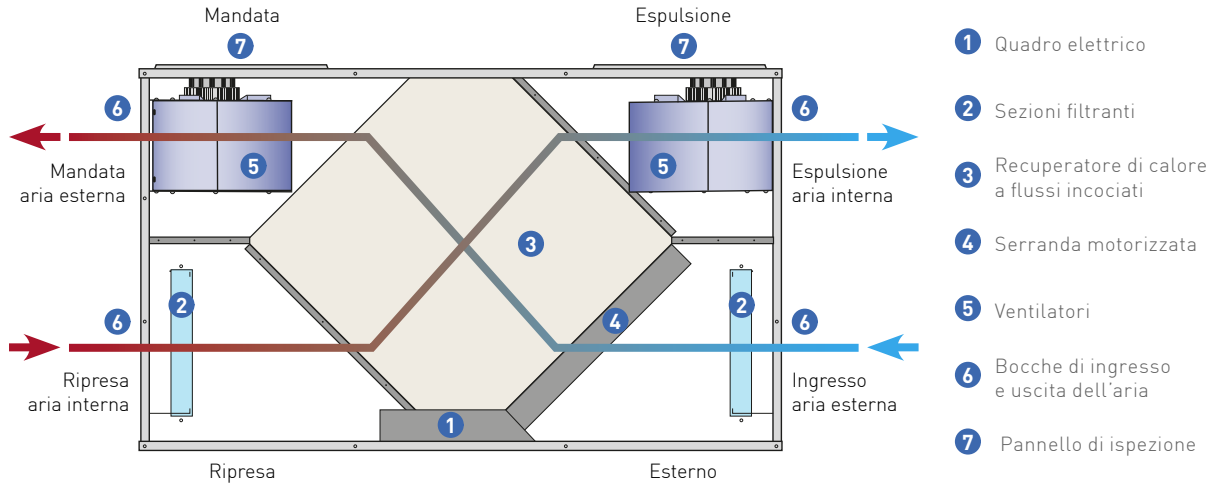 Mandata
Espulsione
7
7
6
6
5
5
Mandata
aria esterna
Espulsione
aria interna
3
2
2
4
6
6
Ripresa
aria interna
Ingresso
aria esterna
1
Ripresa
Esterno
1 Quadro elettrico
2 Sezioni filtranti
3 Recuperatore di calore
a flussi incociati
4 Serranda motorizzata
5 Ventilatori
6 Bocche di ingresso
e uscita dell'aria
7 Pannello di ispezione